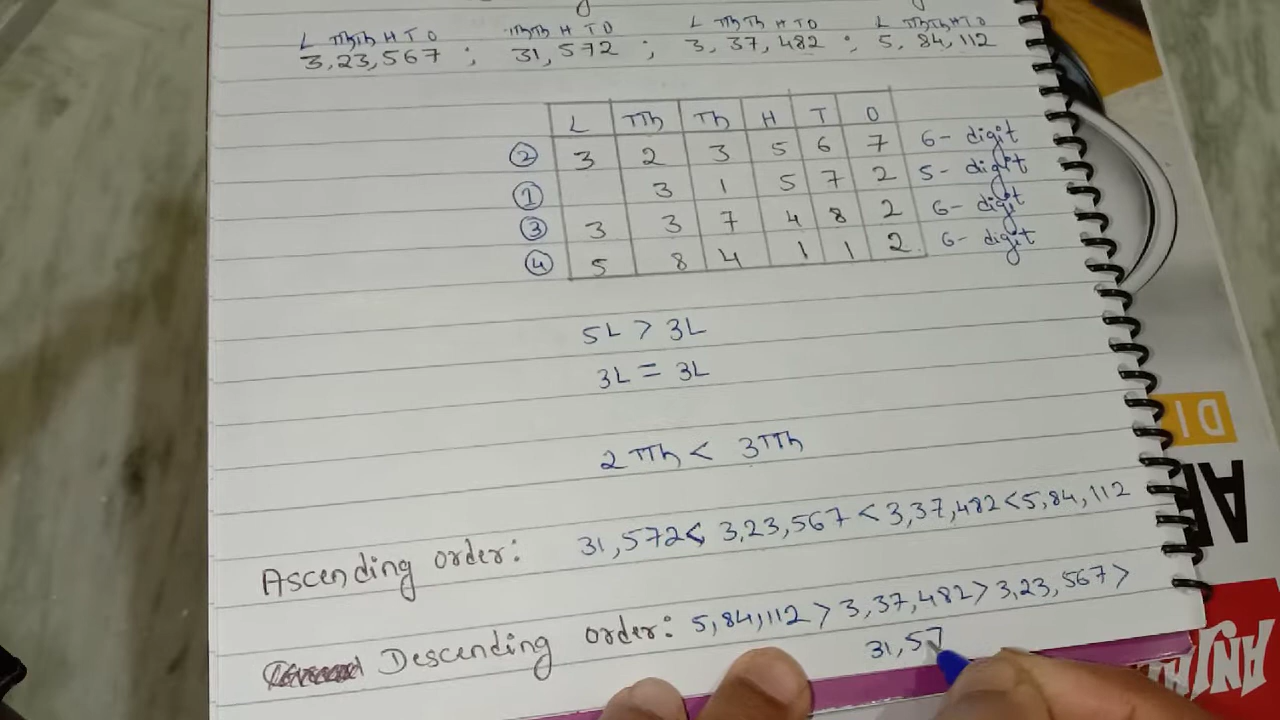 L TTh Th H T O TTh Th H T O L TTh Th H T O L TTh Th H T O
3,23,567 ; 31,572 ; 3,37,482 ; 5,84,112
L TTh Th H T O
② 3 2 3 5 6 7 6-digit
① 3 1 5 7 2 5-digit
③ 3 3 7 4 8 2 6-digit
④ 5 8 4 1 1 2 6-digit
5L > 3L
3L = 3L
2TTh < 3TTh
Ascending order: 31,572 < 3,23,567 < 3,37,482 < 5,84,112
Descending order: 5,84,112 > 3,37,482 > 3,23,567 >
31,57
DI